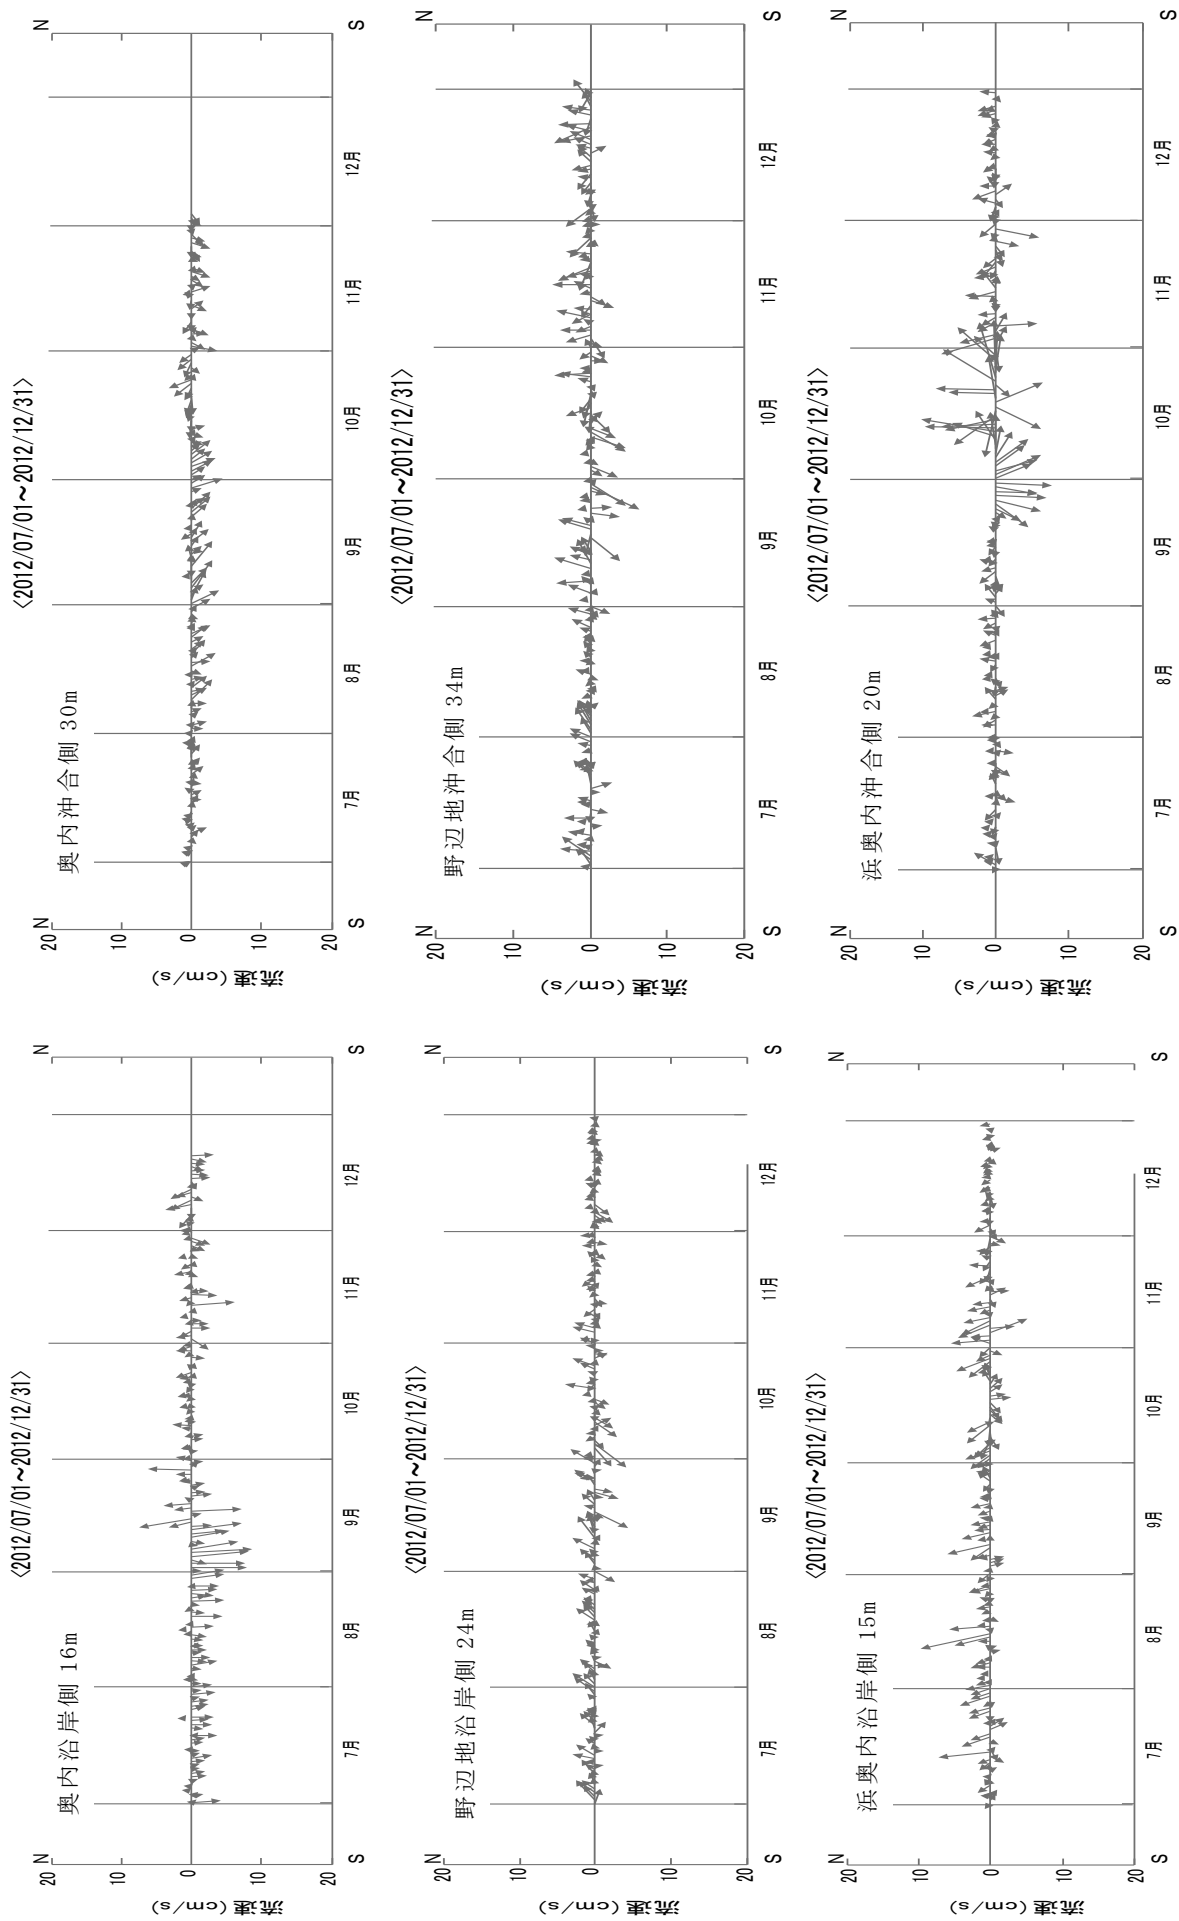 奥内沿岸側 16m
<2012/07/01~2012/12/31>
N
N
20
10
0
10
20
流速(cm/s)
S
7月
8月
9月
10月
11月
12月
S
奥内沖合側 30m
<2012/07/01~2012/12/31>
N
N
20
10
0
10
20
流速(cm/s)
S
7月
8月
9月
10月
11月
12月
S
野辺地沿岸側 24m
<2012/07/01~2012/12/31>
N
N
20
10
0
10
20
流速(cm/s)
S
7月
8月
9月
10月
11月
12月
S
野辺地沖合側 34m
<2012/07/01~2012/12/31>
N
N
20
10
0
10
20
流速(cm/s)
S
7月
8月
9月
10月
11月
12月
S
浜奥内沿岸側 15m
<2012/07/01~2012/12/31>
N
N
20
10
0
10
20
流速(cm/s)
S
7月
8月
9月
10月
11月
12月
S
浜奥内沖合側 20m
<2012/07/01~2012/12/31>
N
N
20
10
0
10
20
流速(cm/s)
S
7月
8月
9月
10月
11月
12月
S